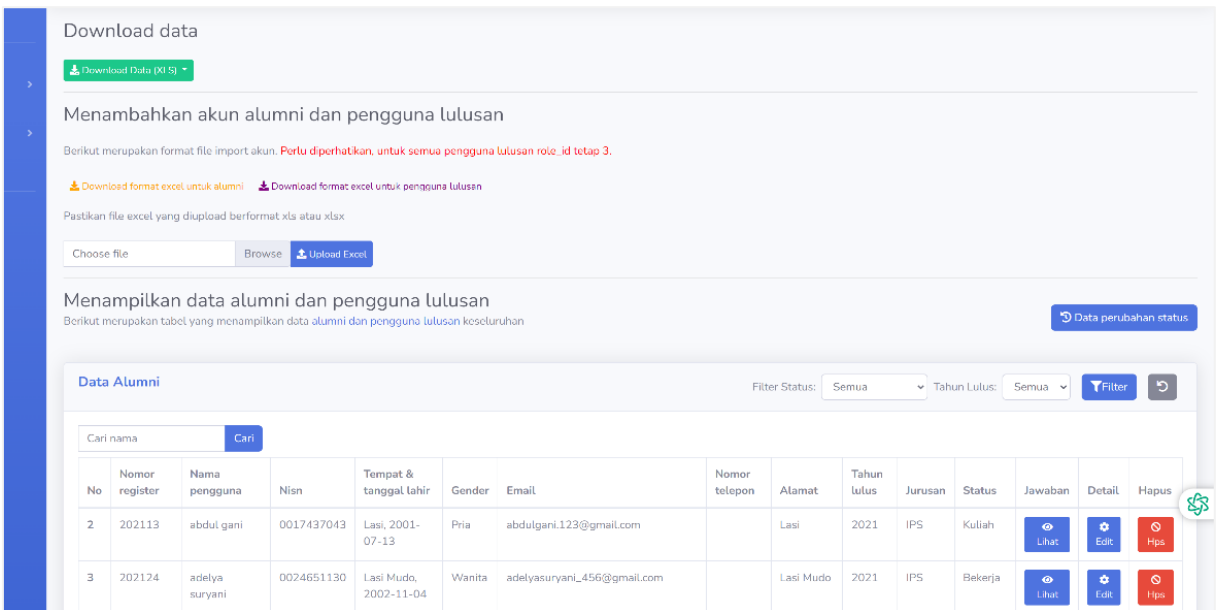 Download data
Download Data (XLS)
Menambahkan akun alumni dan pengguna lulusan
Berikut merupakan format file import akun. Perlu diperhatikan, untuk semua pengguna lulusan role_id tetap 3.
Download format excel untuk alumni Download format excel untuk pengguna lulusan
Pastikan file excel yang diupload berformat xls atau xlsx
Choose file Browse Upload Excel
Menampilkan data alumni dan pengguna lulusan
Berikut merupakan tabel yang menampilkan data alumni dan pengguna lulusan keseluruhan
Data perubahan status
Data Alumni Filter Status: Semua Tahun Lulus: Semua Filter
Cari nama Cari
No Nomor register Nama pengguna Nisn Tempat & tanggal lahir Gender Email Nomor telepon Alamat Tahun lulus Jurusan Status Jawaban Detail Hapus
2 202113 abdul gani 0017437043 Lasi, 2001-07-13 Pria abdulgani.123@gmail.com Lasi 2021 IPS Kuliah Lihat Edit Hps
3 202124 adelya suryani 0024651130 Lasi Mudo, 2002-11-04 Wanita adelyasuryani_456@gmail.com Lasi Mudo 2021 IPS Bekerja Lihat Edit Hps